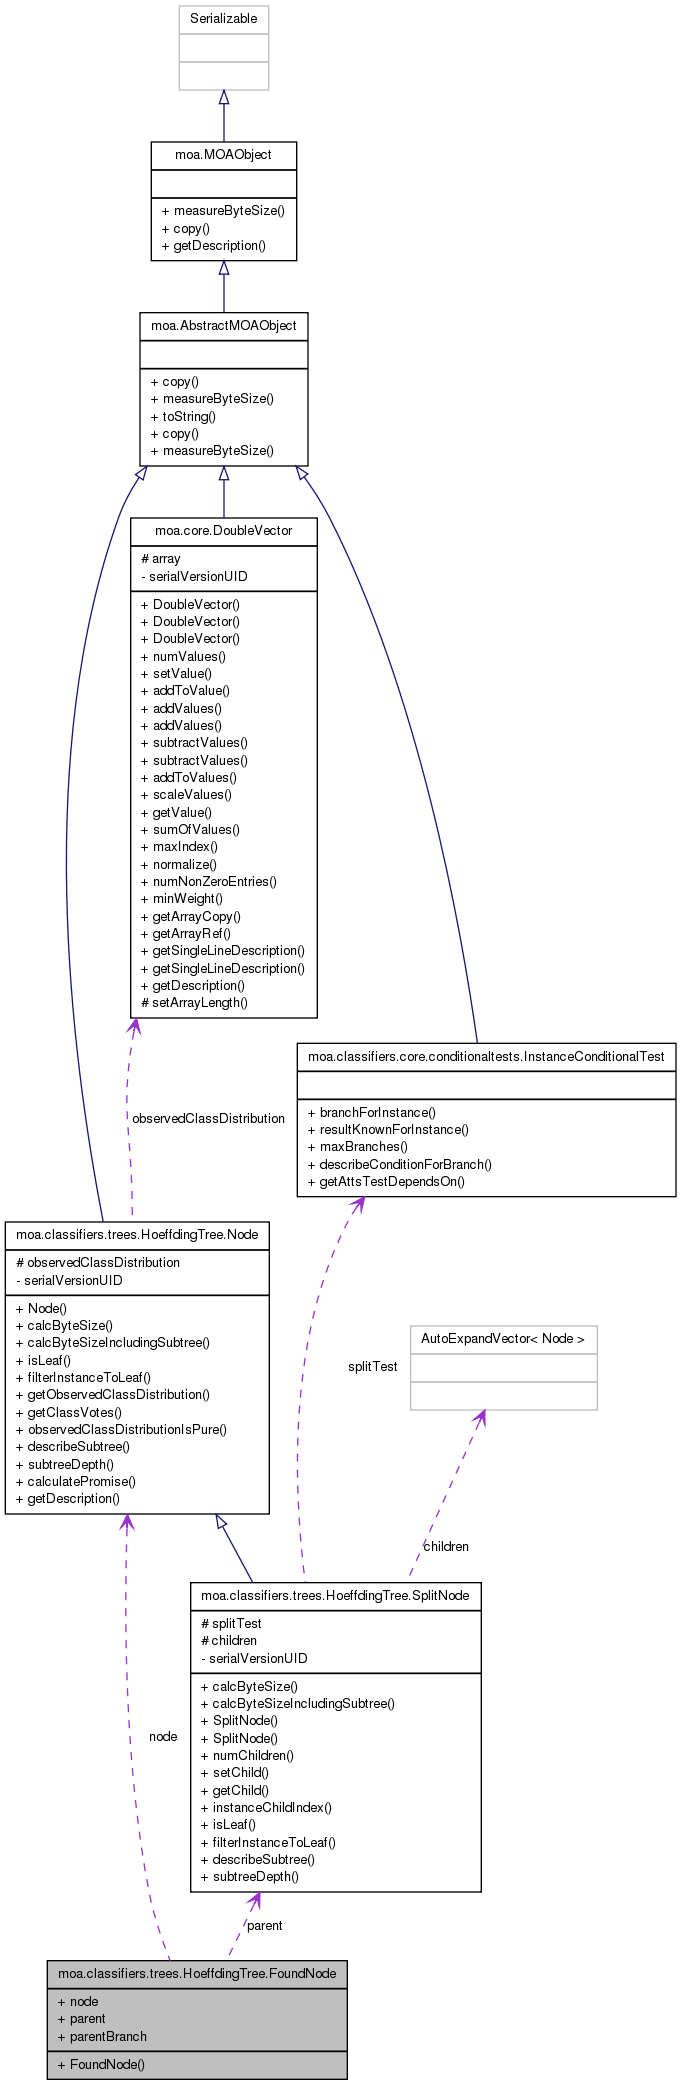 Serializable
moa.MOAObject
+ measureByteSize()
+ copy()
+ getDescription()
moa.AbstractMOAObject
+ copy()
+ measureByteSize()
+ toString()
+ copy()
+ measureByteSize()
moa.core.DoubleVector
# array
- serialVersionUID
+ DoubleVector()
+ DoubleVector()
+ DoubleVector()
+ numValues()
+ setValue()
+ addToValue()
+ addValues()
+ addValues()
+ subtractValues()
+ subtractValues()
+ addToValues()
+ scaleValues()
+ getValue()
+ sumOfValues()
+ maxIndex()
+ normalize()
+ numNonZeroEntries()
+ minWeight()
+ getArrayCopy()
+ getArrayRef()
+ getSingleLineDescription()
+ getSingleLineDescription()
+ getDescription()
# setArrayLength()
moa.classifiers.core.conditionaltests.InstanceConditionalTest
+ branchForInstance()
+ resultKnownForInstance()
+ maxBranches()
+ describeConditionForBranch()
+ getAttsTestDependsOn()
observedClassDistribution
moa.classifiers.trees.HoeffdingTree.Node
# observedClassDistribution
- serialVersionUID
+ Node()
+ calcByteSize()
+ calcByteSizeIncludingSubtree()
+ isLeaf()
+ filterInstanceToLeaf()
+ getObservedClassDistribution()
+ getClassVotes()
+ observedClassDistributionIsPure()
+ describeSubtree()
+ subtreeDepth()
+ calculatePromise()
+ getDescription()
splitTest
AutoExpandVector< Node >
children
moa.classifiers.trees.HoeffdingTree.SplitNode
# splitTest
# children
- serialVersionUID
+ calcByteSize()
+ calcByteSizeIncludingSubtree()
+ SplitNode()
+ SplitNode()
+ numChildren()
+ setChild()
+ getChild()
+ instanceChildIndex()
+ isLeaf()
+ filterInstanceToLeaf()
+ describeSubtree()
+ subtreeDepth()
node
parent
moa.classifiers.trees.HoeffdingTree.FoundNode
+ node
+ parent
+ parentBranch
+ FoundNode()